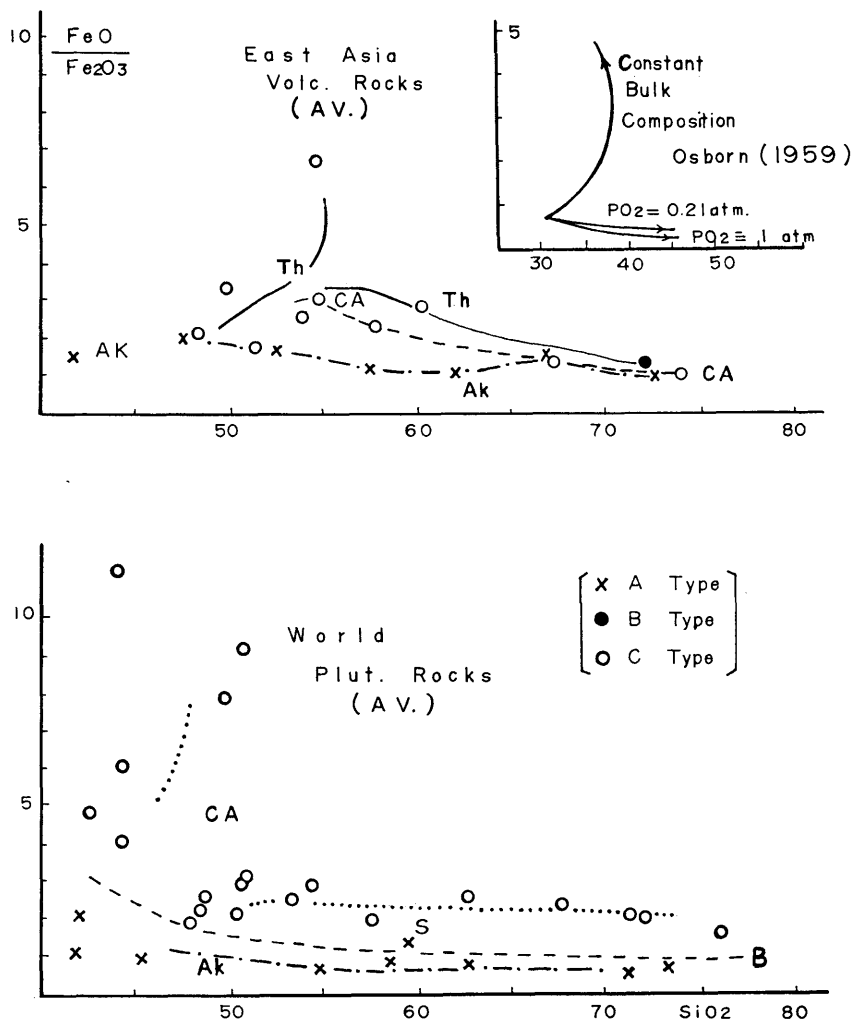 10
FeO
Fe2O3
East Asia
Volc. Rocks
(AV.)
5
Constant
Bulk
Composition
Osborn (1959)
PO2 = 0.21 atm.
PO2 ≡ 1 atm
30 40 50
5
Th
CA
Th
AK
Ak
CA
50 60 70 80
10
World
Plut. Rocks
(AV.)
x A Type
● B Type
○ C Type
5
CA
S
Ak
B
50 60 70 SiO2 80